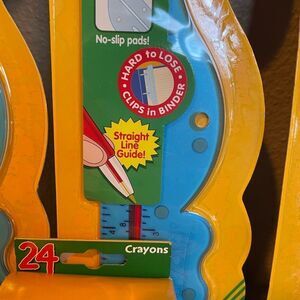 No-slip pads!
HARD to LOSE
CLIPS in BINDER
Straight
Line
Guide!
24
Crayons